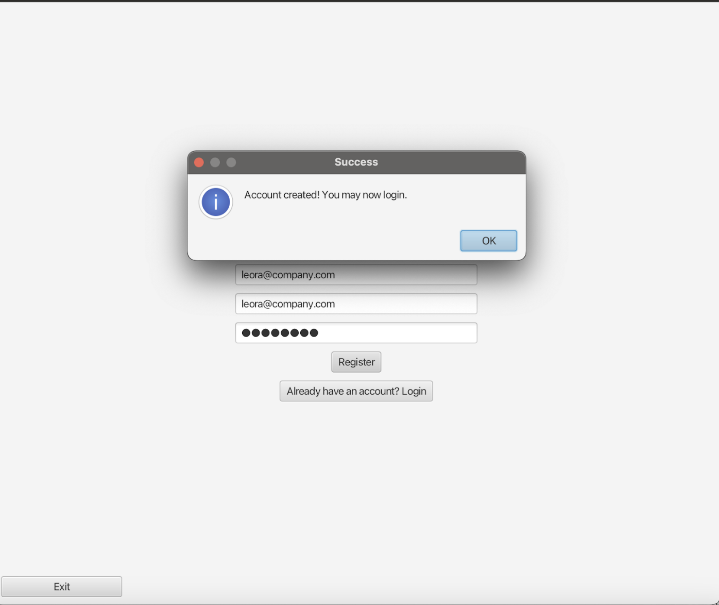 Success
Account created! You may now login.
OK
leora@company.com
leora@company.com
●●●●●●●●
Register
Already have an account? Login
Exit